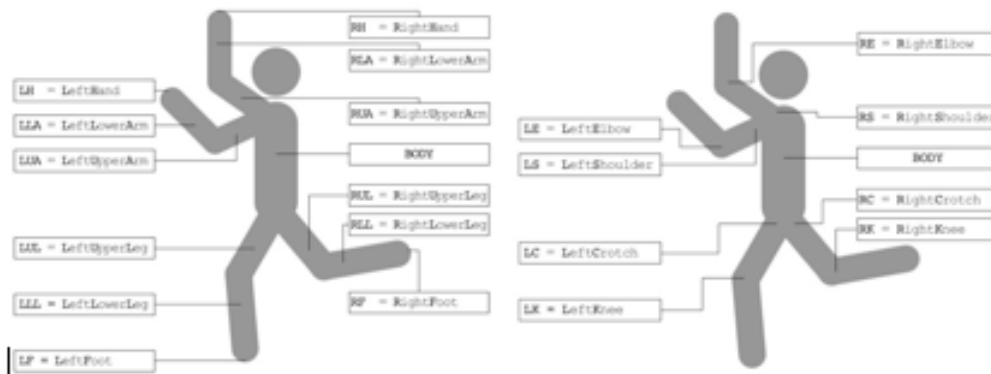 RH = RightHand
RLA = RightLowerArm
LH = LeftHand
RUA = RightUpperArm
LLA = LeftLowerArm
LUA = LeftUpperArm
BODY
RUL = RightUpperLeg
RLL = RightLowerLeg
LUL = LeftUpperLeg
LLL = LeftLowerLeg
RF = RightFoot
LF = LeftFoot
RE = RightElbow
RS = RightShoulder
LE = LeftElbow
LS = LeftShoulder
BODY
RC = RightCrotch
RK = RightKnee
LC = LeftCrotch
LK = LeftKnee